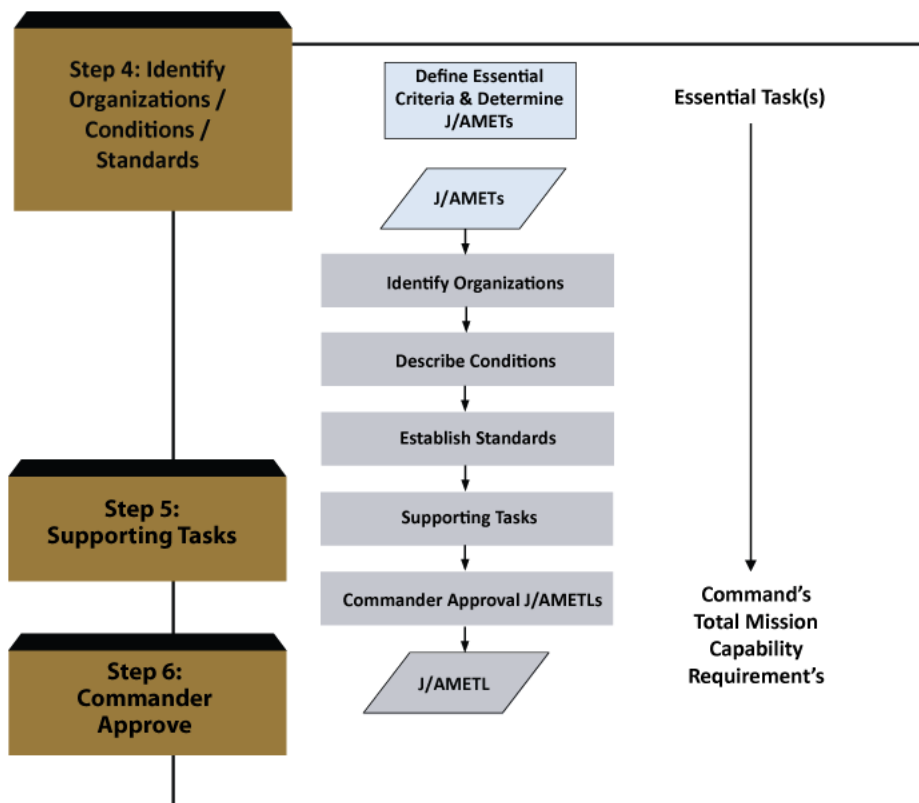 Step 4: Identify
Organizations /
Conditions /
Standards
Define Essential
Criteria & Determine
J/AMETs
Essential Task(s)
J/AMETs
Identify Organizations
Describe Conditions
Establish Standards
Step 5:
Supporting Tasks
Supporting Tasks
Commander Approval J/AMETLs
Command’s
Total Mission
Capability
Requirement’s
Step 6:
Commander
Approve
J/AMETL